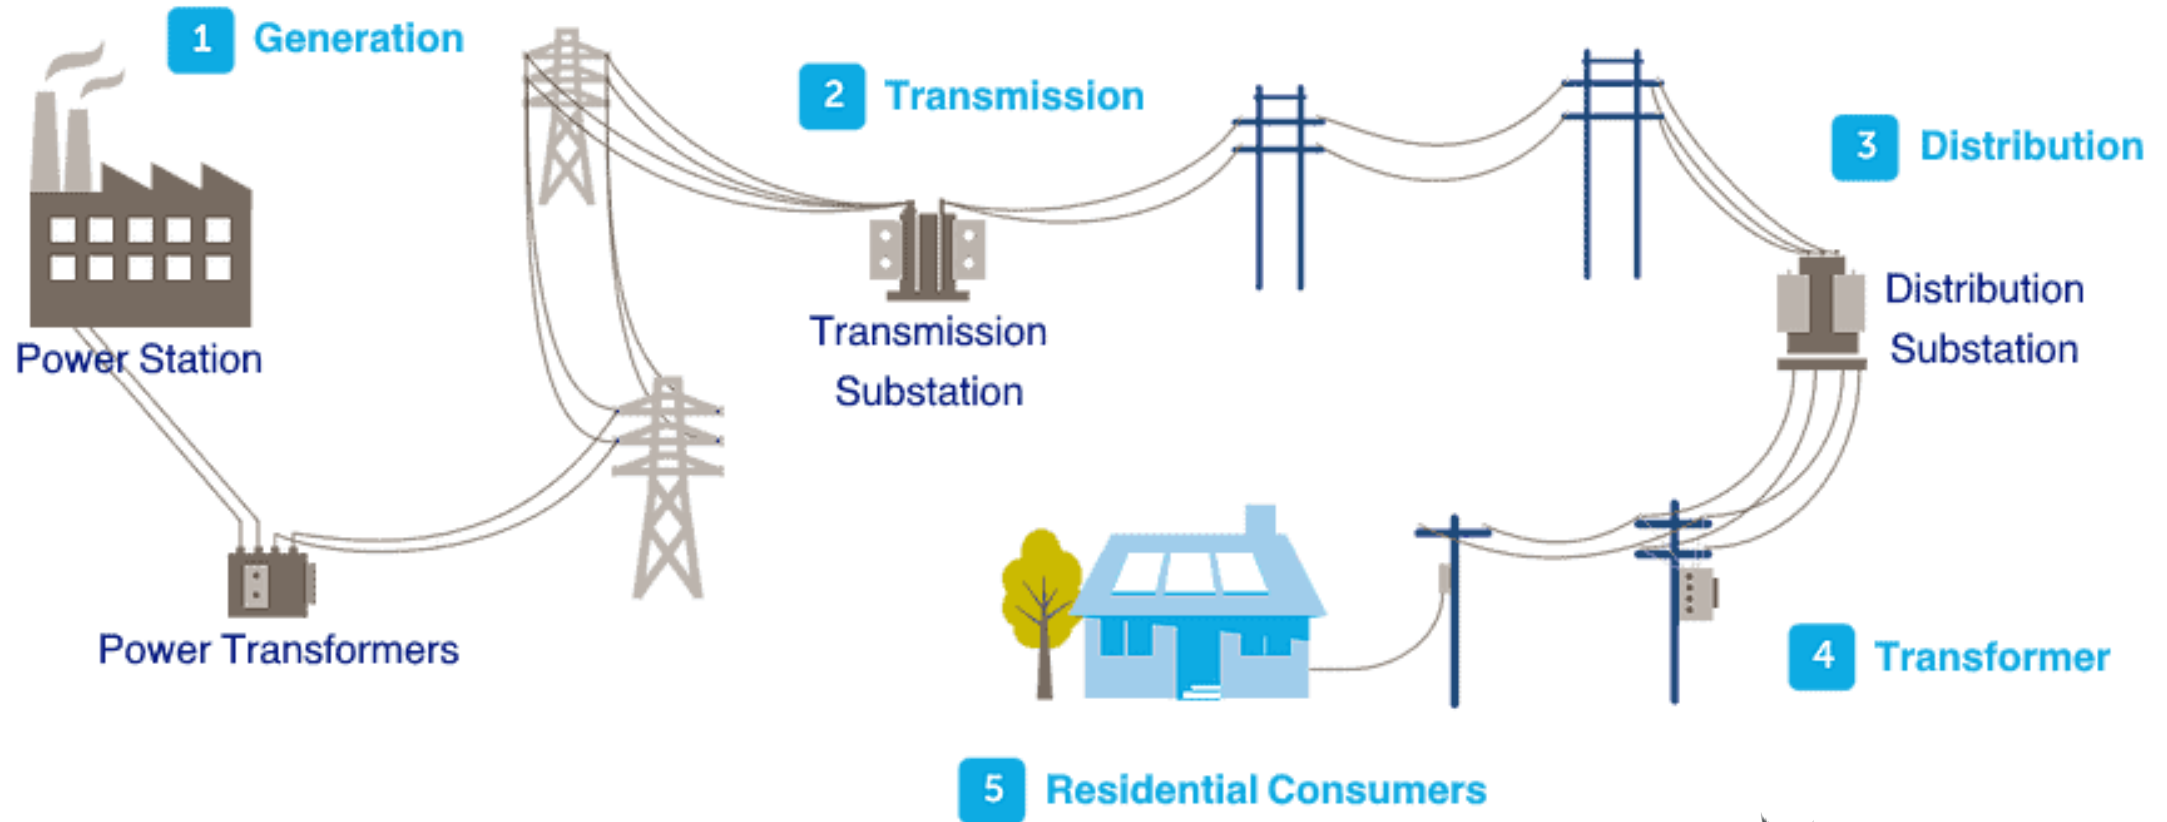 1 Generation
Power Station
Power Transformers
2 Transmission
Transmission
Substation
3 Distribution
Distribution
Substation
4 Transformer
5 Residential Consumers